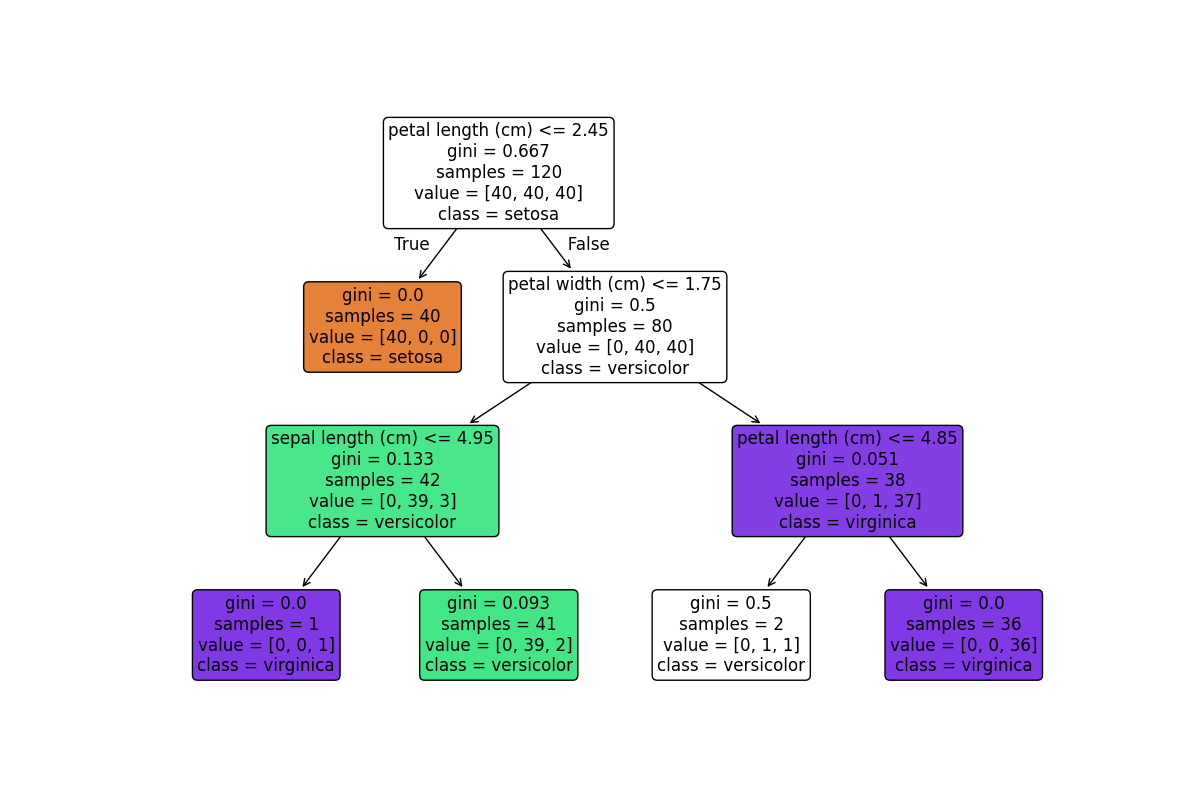 petal length (cm) <= 2.45
gini = 0.667
samples = 120
value = [40, 40, 40]
class = setosa
True
False
gini = 0.0
samples = 40
value = [40, 0, 0]
class = setosa
petal width (cm) <= 1.75
gini = 0.5
samples = 80
value = [0, 40, 40]
class = versicolor
sepal length (cm) <= 4.95
gini = 0.133
samples = 42
value = [0, 39, 3]
class = versicolor
petal length (cm) <= 4.85
gini = 0.051
samples = 38
value = [0, 1, 37]
class = virginica
gini = 0.0
samples = 1
value = [0, 0, 1]
class = virginica
gini = 0.093
samples = 41
value = [0, 39, 2]
class = versicolor
gini = 0.5
samples = 2
value = [0, 1, 1]
class = versicolor
gini = 0.0
samples = 36
value = [0, 0, 36]
class = virginica